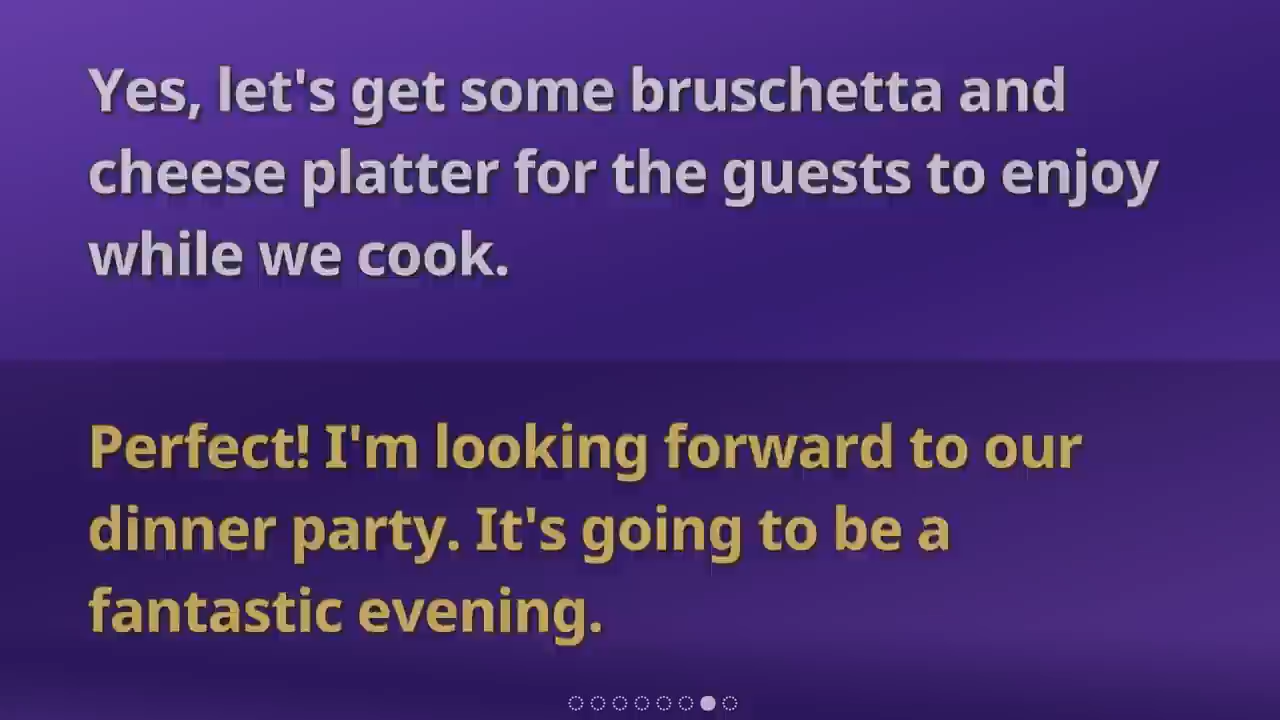 Yes, let's get some bruschetta and
cheese platter for the guests to enjoy
while we cook.
Perfect! I'm looking forward to our
dinner party. It's going to be a
fantastic evening.